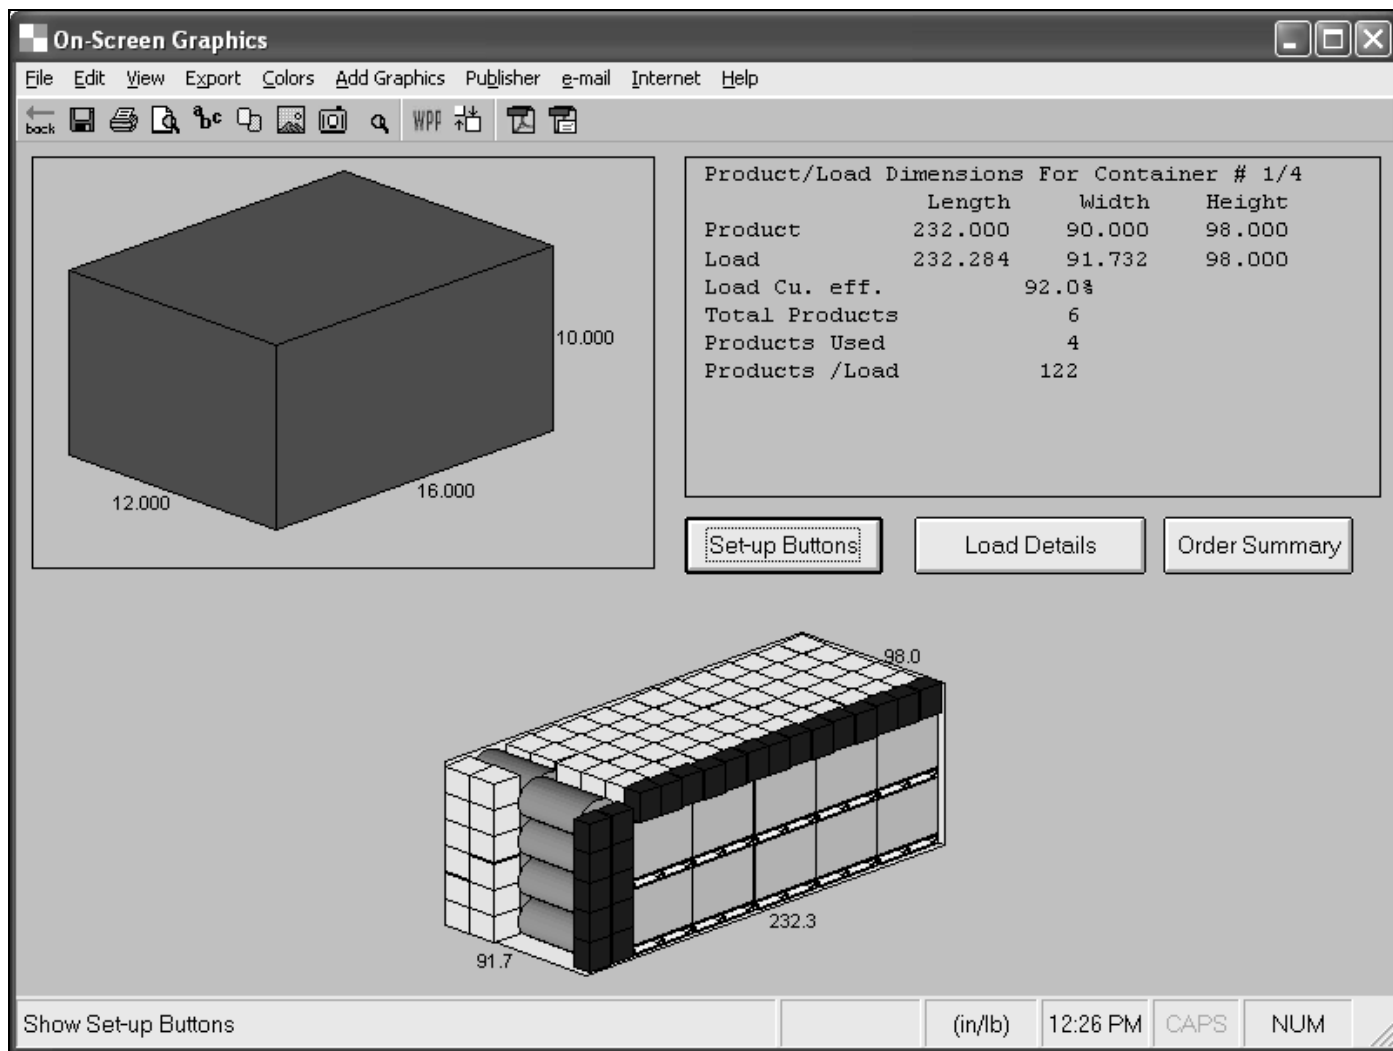 On-Screen Graphics
File Edit View Export Colors Add Graphics Publisher e-mail Internet Help
back abc WPP
10.000
12.000
16.000
Product/Load Dimensions For Container # 1/4
Length Width Height
Product 232.000 90.000 98.000
Load 232.284 91.732 98.000
Load Cu. eff. 92.0%
Total Products 6
Products Used 4
Products /Load 122
Set-up Buttons Load Details Order Summary
98.0
232.3
91.7
Show Set-up Buttons (in/lb) 12:26 PM CAPS NUM